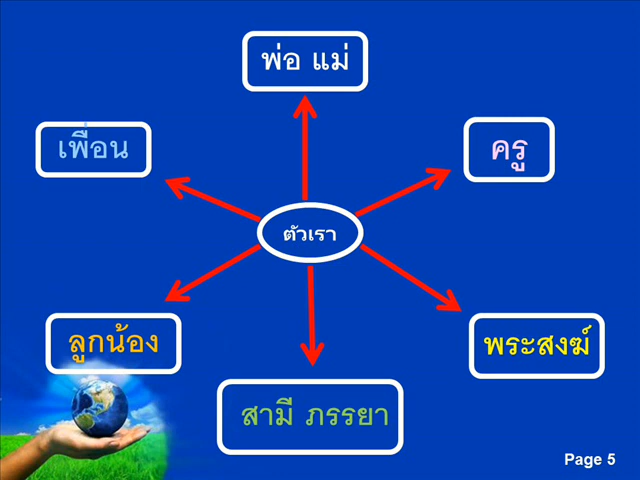 พ่อ แม่
เพื่อน
ครู
ตัวเรา
ลูกน้อง
พระสงฆ์
สามี ภรรยา
Page 5